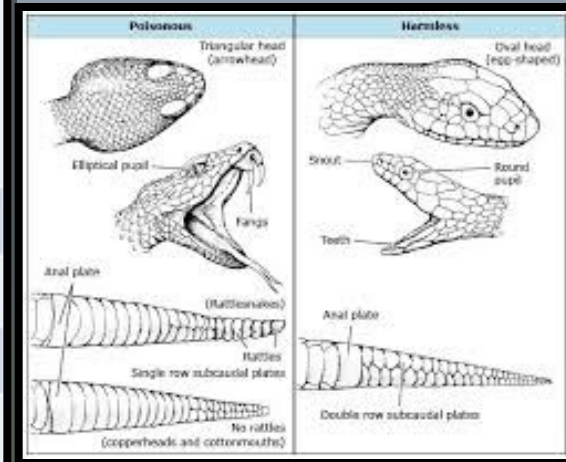 Poisonous
Triangular head
(arrowhead)
Elliptical pupil
Fangs
Anal plate
(Rattlesnakes)
Rattles
Single row subcaudal plates
No rattles
(copperheads and cottonmouths)
Harmless
Oval head
(egg-shaped)
Snout
Round
pupil
Teeth
Anal plate
Double row subcaudal plates